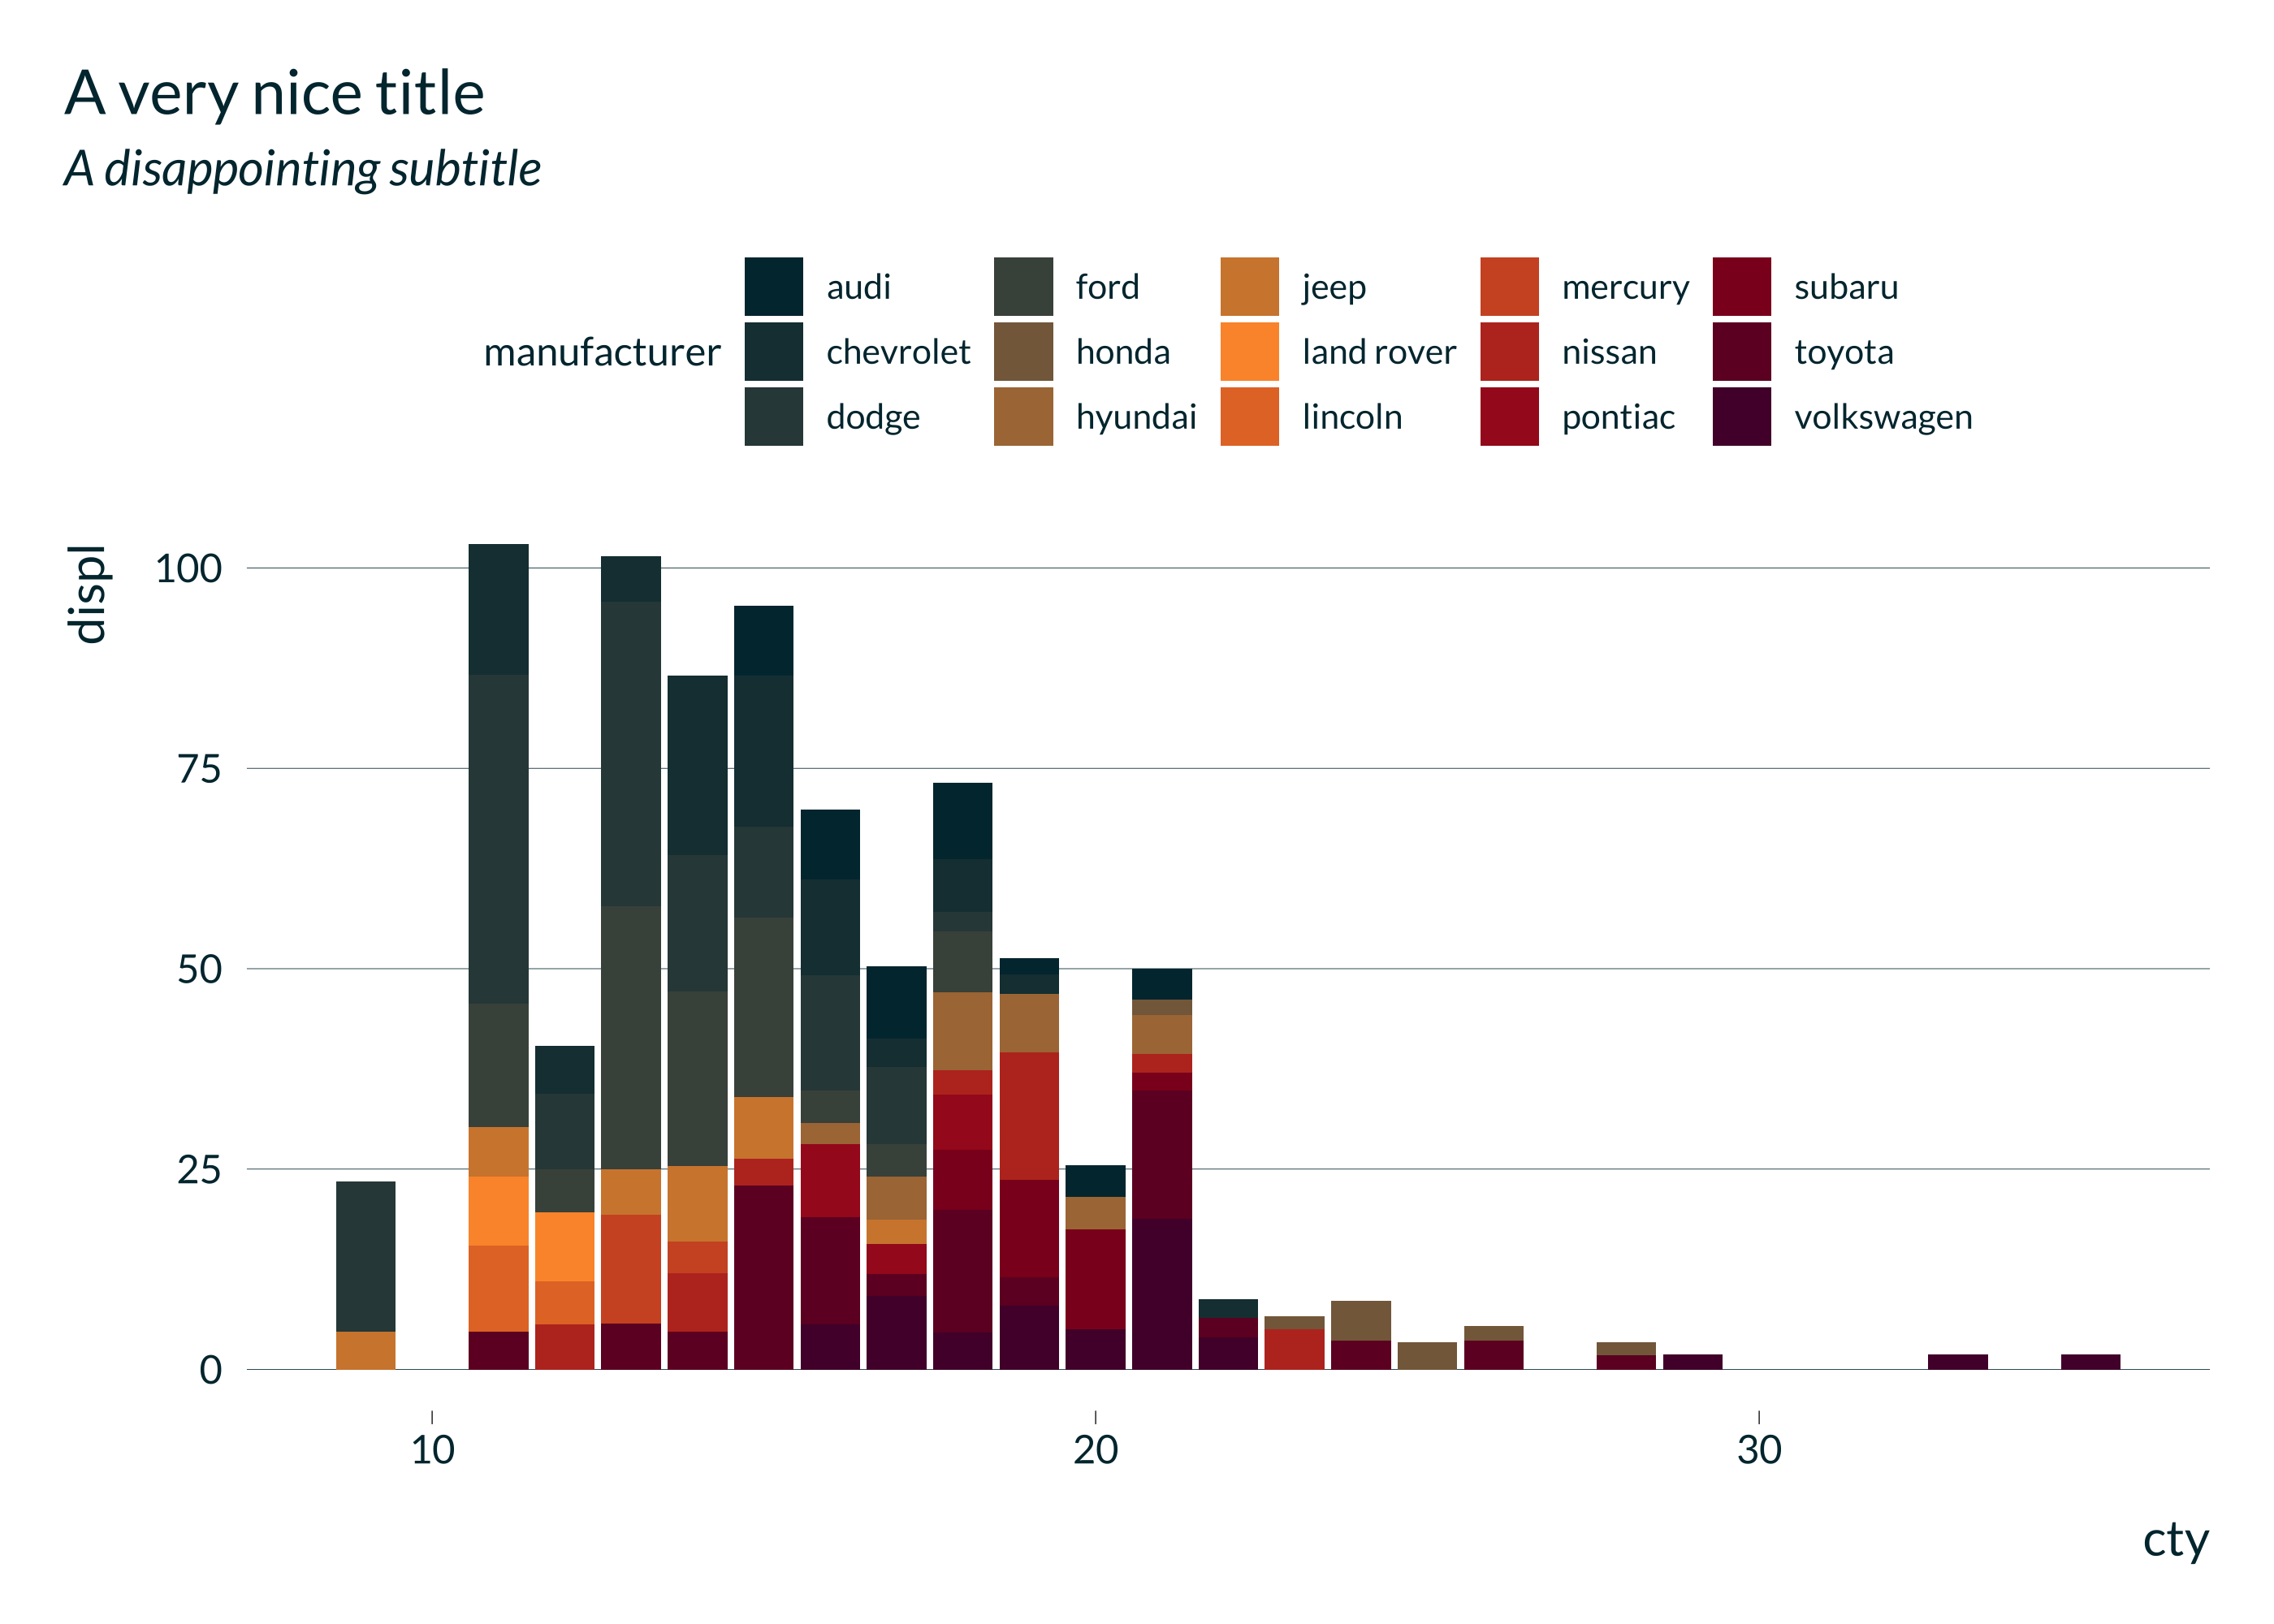 A very nice title
A disappointing subtitle
audi ford jeep mercury subaru
manufacturer chevrolet honda land rover nissan toyota
dodge hyundai lincoln pontiac volkswagen
displ
100
75
50
25
0
10 20 30
cty